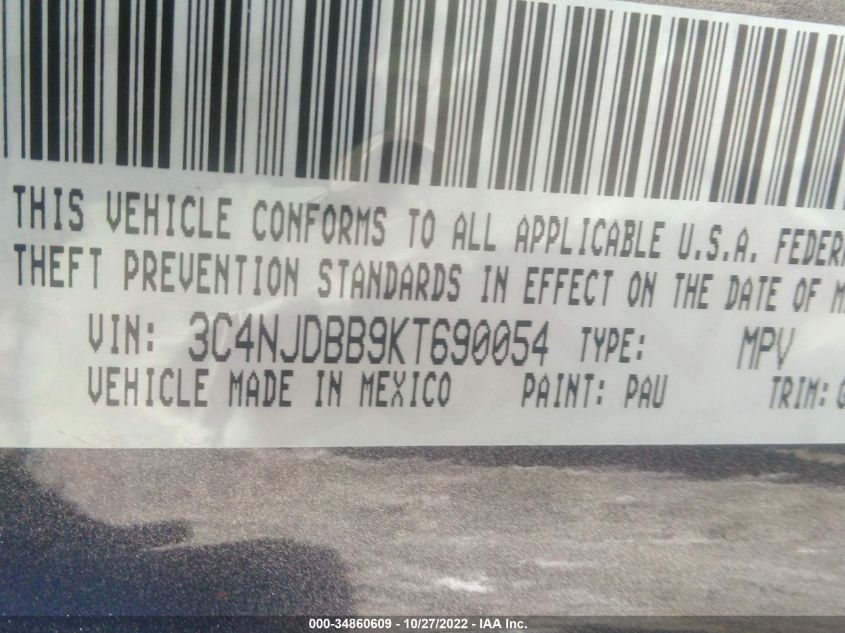 THIS VEHICLE CONFORMS TO ALL APPLICABLE U.S.A.
THEFT PREVENTION STANDARDS IN EFFECT ON THE DATE OF
VIN: 3C4NJDBB9KT690054 TYPE: MPV
VEHICLE MADE IN MEXICO PAINT: PAU TRIM:
000-34860609 - 10/27/2022 - IAA Inc.